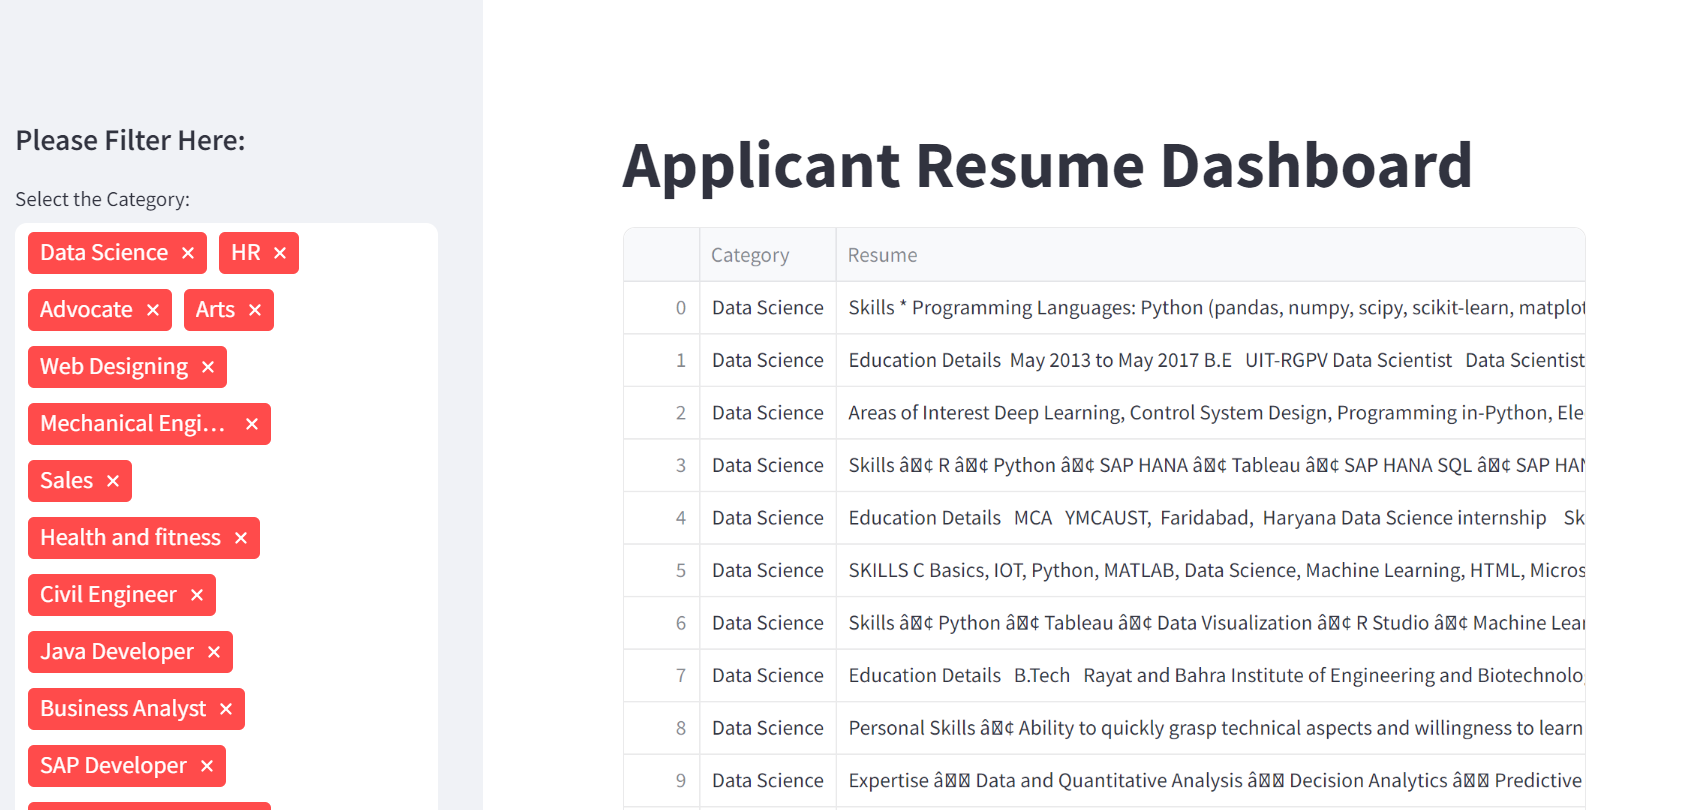 Please Filter Here:
Select the Category:
Data Science ×
HR ×
Advocate ×
Arts ×
Web Designing ×
Mechanical Engi... ×
Sales ×
Health and fitness ×
Civil Engineer ×
Java Developer ×
Business Analyst ×
SAP Developer ×
Applicant Resume Dashboard
Category Resume
0 Data Science Skills * Programming Languages: Python (pandas, numpy, scipy, scikit-learn, matplot
1 Data Science Education Details May 2013 to May 2017 B.E UIT-RGPV Data Scientist Data Scientist
2 Data Science Areas of Interest Deep Learning, Control System Design, Programming in-Python, Ele
3 Data Science Skills â¢ R â¢ Python â¢ SAP HANA â¢ Tableau â¢ SAP HANA SQL â¢ SAP HAN
4 Data Science Education Details MCA YMCAUST, Faridabad, Haryana Data Science internship Sk
5 Data Science SKILLS C Basics, IOT, Python, MATLAB, Data Science, Machine Learning, HTML, Micros
6 Data Science Skills â¢ Python â¢ Tableau â¢ Data Visualization â¢ R Studio â¢ Machine Lear
7 Data Science Education Details B.Tech Rayat and Bahra Institute of Engineering and Biotechnolo
8 Data Science Personal Skills â¢ Ability to quickly grasp technical aspects and willingness to learn
9 Data Science Expertise â Data and Quantitative Analysis â Decision Analytics â Predictive